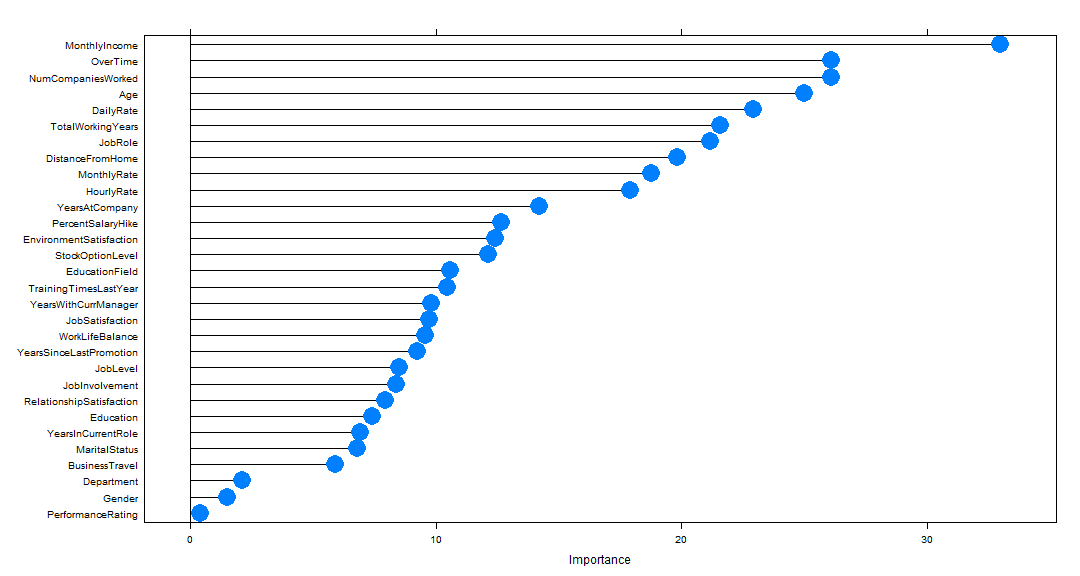 MonthlyIncome
OverTime
NumCompaniesWorked
Age
DailyRate
TotalWorkingYears
JobRole
DistanceFromHome
MonthlyRate
HourlyRate
YearsAtCompany
PercentSalaryHike
EnvironmentSatisfaction
StockOptionLevel
EducationField
TrainingTimesLastYear
YearsWithCurrManager
JobSatisfaction
WorkLifeBalance
YearsSinceLastPromotion
JobLevel
JobInvolvement
RelationshipSatisfaction
Education
YearsInCurrentRole
MaritalStatus
BusinessTravel
Department
Gender
PerformanceRating
0 10 20 30
Importance